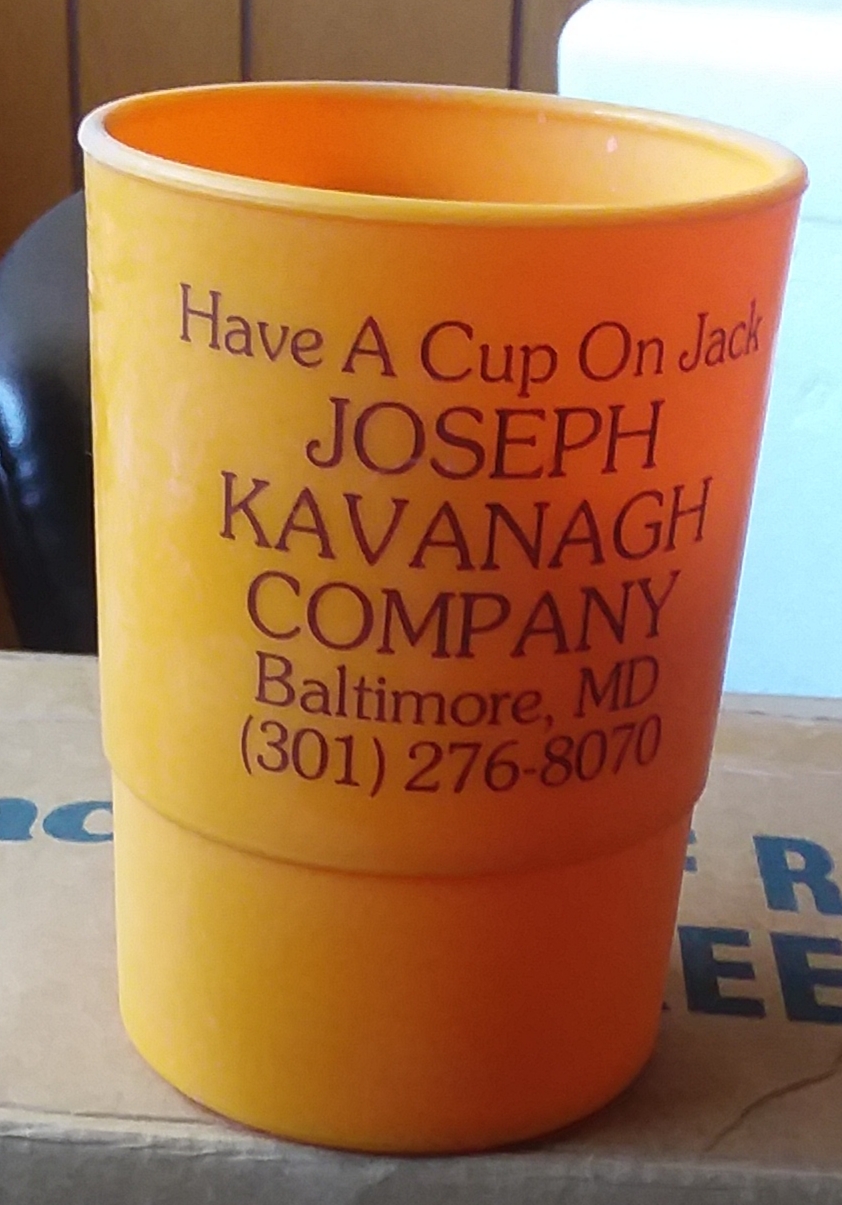 Have A Cup On Jack
JOSEPH
KAVANAGH
COMPANY
Baltimore, MD
(301) 276-8070